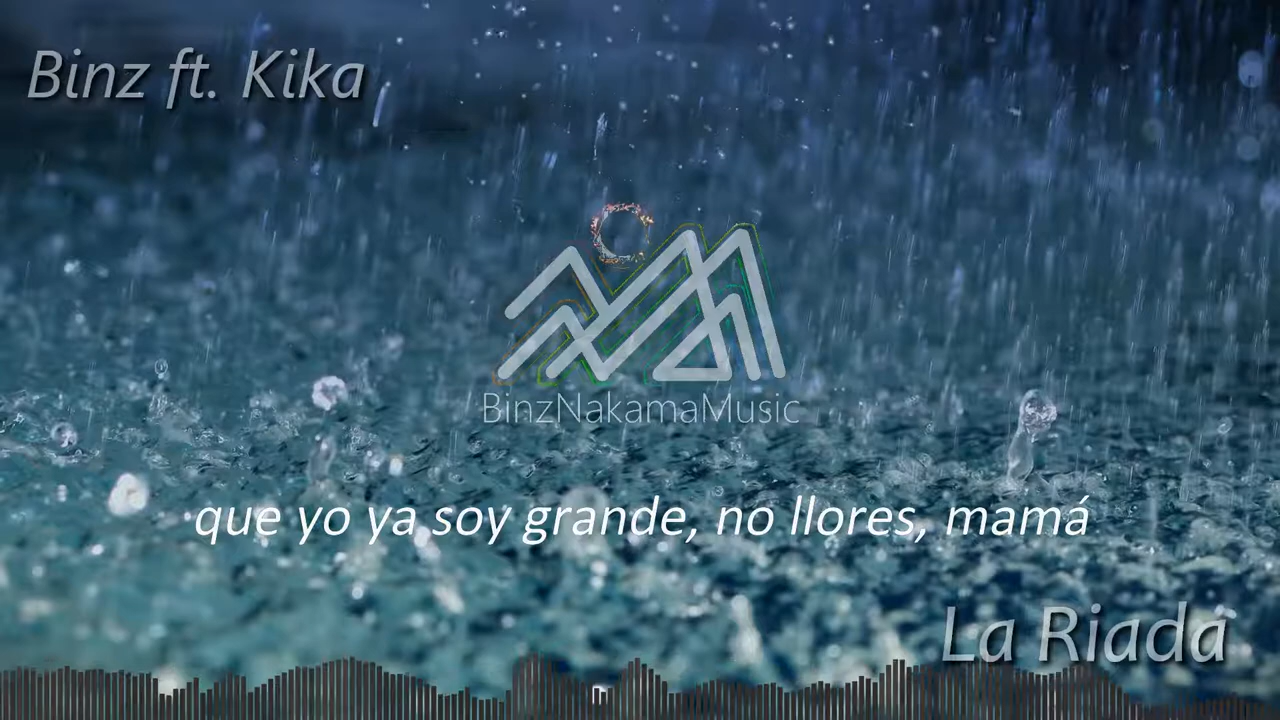 Binz ft. Kika
BinzNakamaMusic
que yo ya soy grande, no llores, mamá
La Riada